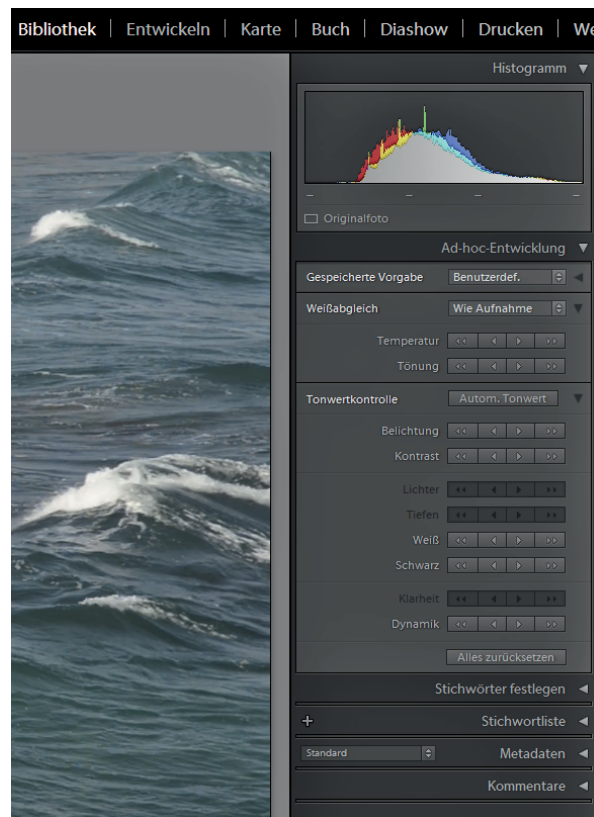 Bibliothek | Entwickeln | Karte | Buch | Diashow | Drucken | We
Histogramm
Originalfoto
Ad-hoc-Entwicklung
Gespeicherte Vorgabe Benutzerdef.
Weißabgleich Wie Aufnahme
Temperatur
Tönung
Tonwertkontrolle Autom. Tonwert
Belichtung
Kontrast
Lichter
Tiefen
Weiß
Schwarz
Klarheit
Dynamik
Alles zurücksetzen
Stichwörter festlegen
+ Stichwortliste
Standard Metadaten
Kommentare